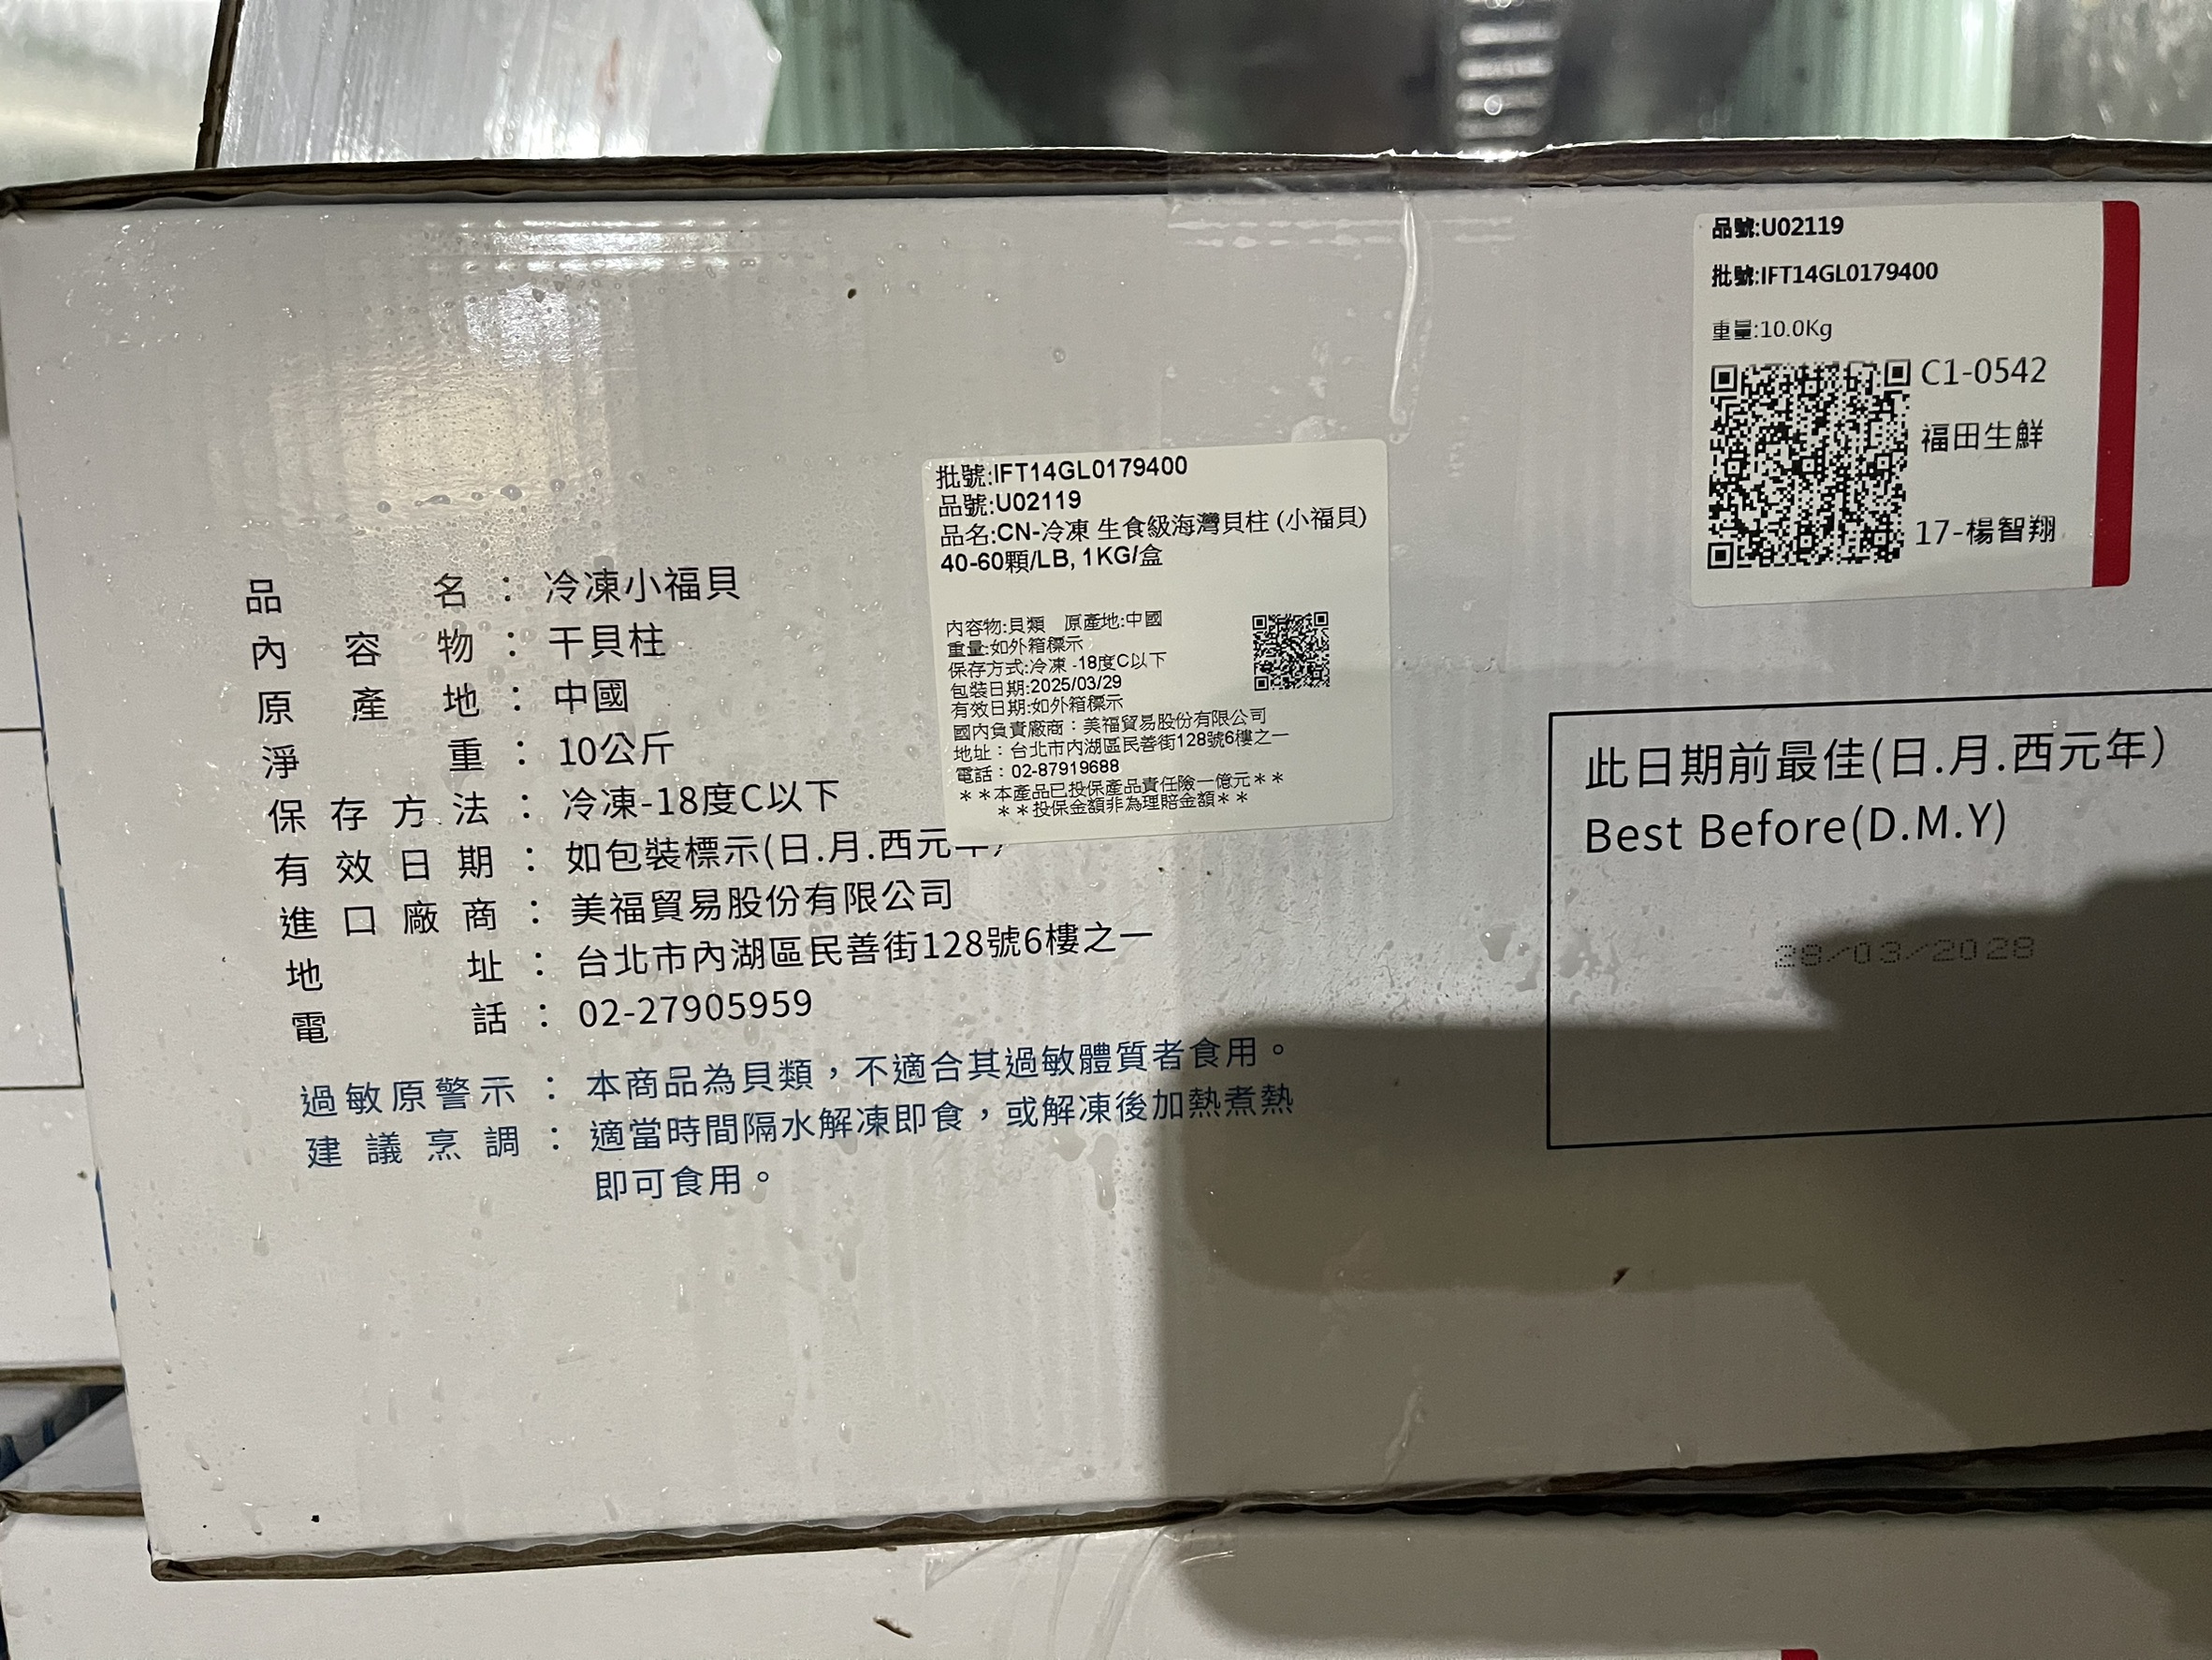 品號:U02119
批號:IFT14GL0179400
重量:10.0Kg
C1-0542
福田生鮮
17-楊智翔
批號:IFT14GL0179400
品號:U02119
品名:CN-冷凍 生食級海灣貝柱 (小福貝)
40-60顆/LB, 1KG/盒
內容物:貝類 原產地:中國
重量:如外箱標示
保存方式:冷凍 -18度C以下
包裝日期:2025/03/29
有效日期:如外箱標示
國內負責廠商：美福貿易股份有限公司
地址：台北市內湖區民善街128號6樓之一
電話：02-87919688
＊＊本產品已投保產品責任險一億元＊＊
＊＊投保金額非為理賠金額＊＊
品名：冷凍小福貝
內容物：干貝柱
原產地：中國
淨重：10公斤
保存方法：冷凍-18度C以下
有效日期：如包裝標示(日.月.西元年)
進口廠商：美福貿易股份有限公司
地址：台北市內湖區民善街128號6樓之一
電話：02-27905959
過敏原警示：本商品為貝類，不適合其過敏體質者食用。
建議烹調：適當時間隔水解凍即食，或解凍後加熱煮熱
即可食用。
此日期前最佳(日.月.西元年)
Best Before(D.M.Y)
28/03/2028